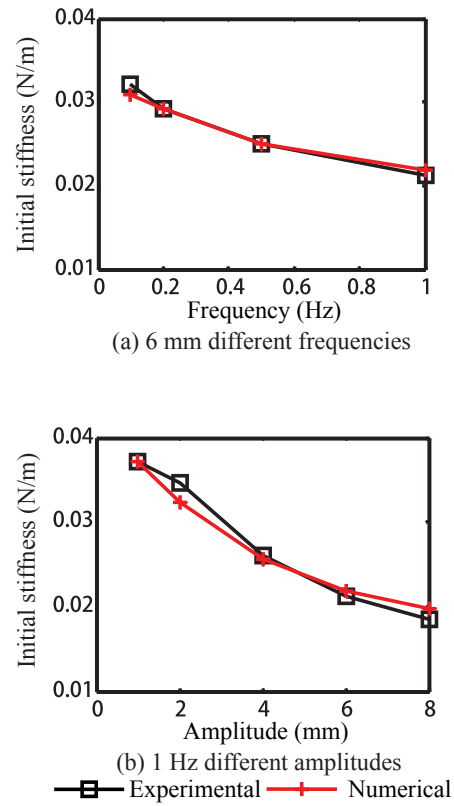 0.04
0.03
0.02
0.01
Initial stiffness (N/m)
0 0.2 0.4 0.6 0.8 1
Frequency (Hz)
(a) 6 mm different frequencies
0.04
0.03
0.02
0.01
Initial stiffness (N/m)
0 2 4 6 8
Amplitude (mm)
(b) 1 Hz different amplitudes
Experimental Numerical